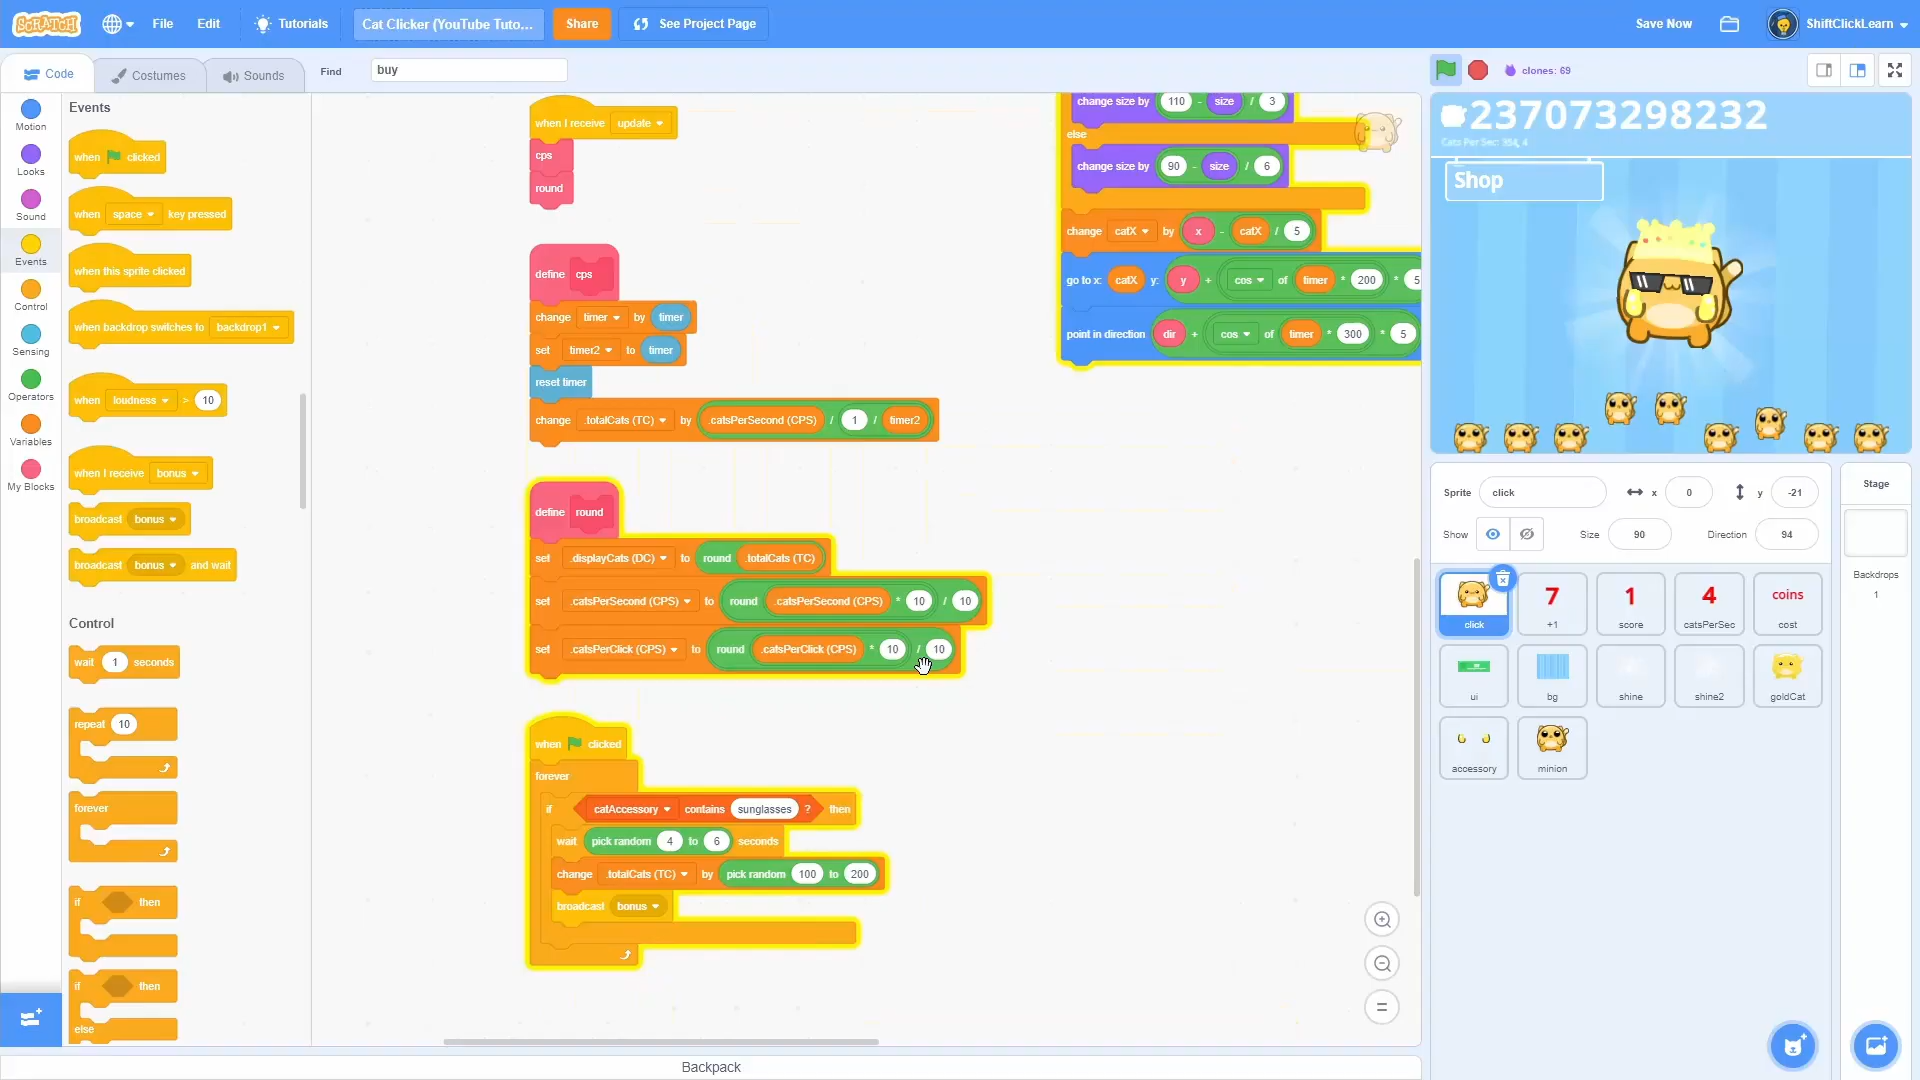 SCRATCH File Edit Tutorials Cat Clicker (YouTube Tuto... Share See Project Page Save Now ShiftClickLearn
Code Costumes Sounds Find buy clones: 69
Motion
Looks
Sound
Events
Control
Sensing
Operators
Variables
My Blocks
Events
when clicked
when space key pressed
when this sprite clicked
when backdrop switches to backdrop1
when loudness > 10
when I receive bonus
broadcast bonus
broadcast bonus and wait
Control
wait 1 seconds
repeat 10
forever
if then
if then
else
when I receive update
cps
round
define cps
change timer by timer
set timer2 to timer
reset timer
change .totalCats (TC) by .catsPerSecond (CPS) / 1 / timer2
define round
set .displayCats (DC) to round .totalCats (TC)
set .catsPerSecond (CPS) to round .catsPerSecond (CPS) * 10 / 10
set .catsPerClick (CPS) to round .catsPerClick (CPS) * 10 / 10
when clicked
forever
if catAccessory contains sunglasses ? then
wait pick random 4 to 6 seconds
change .totalCats (TC) by pick random 100 to 200
broadcast bonus
change size by 110 - size / 3
else
change size by 90 - size / 6
change catX by x - catX / 5
go to x: catX y: y + cos of timer * 200 * 5
point in direction dir + cos of timer * 300 * 5
237073298232
Shop
Sprite click x 0 y -21
Show Size 90 Direction 94
click
7
+1
1
score
4
catsPerSec
coins
cost
ui
bg
shine
shine2
goldCat
accessory
minion
Stage
Backdrops
1
Backpack